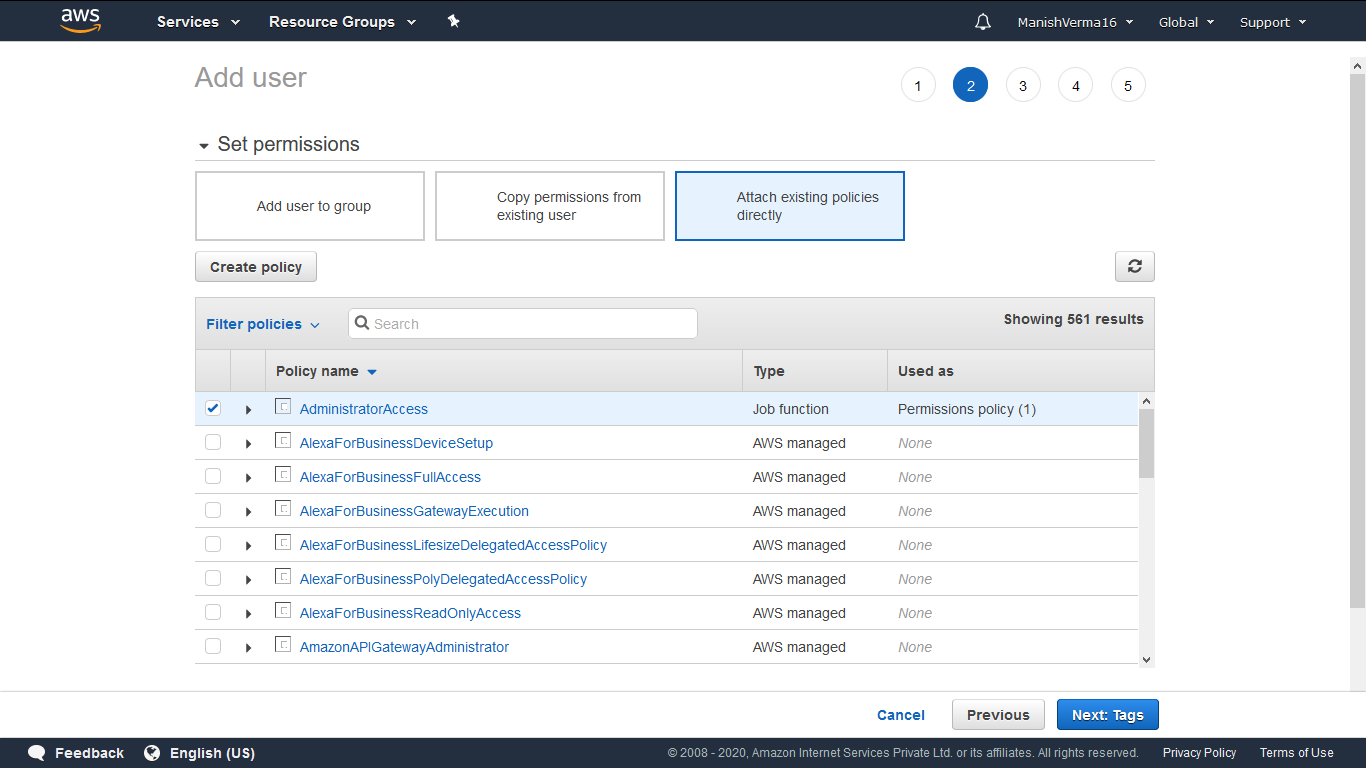 aws Services Resource Groups ManishVerma16 Global Support
Add user
1 2 3 4 5
Set permissions
Add user to group
Copy permissions from existing user
Attach existing policies directly
Create policy
Filter policies Search Showing 561 results
Policy name Type Used as
AdministratorAccess Job function Permissions policy (1)
AlexaForBusinessDeviceSetup AWS managed None
AlexaForBusinessFullAccess AWS managed None
AlexaForBusinessGatewayExecution AWS managed None
AlexaForBusinessLifesizeDelegatedAccessPolicy AWS managed None
AlexaForBusinessPolyDelegatedAccessPolicy AWS managed None
AlexaForBusinessReadOnlyAccess AWS managed None
AmazonAPIGatewayAdministrator AWS managed None
Cancel Previous Next: Tags
Feedback English (US) © 2008 - 2020, Amazon Internet Services Private Ltd. or its affiliates. All rights reserved. Privacy Policy Terms of Use